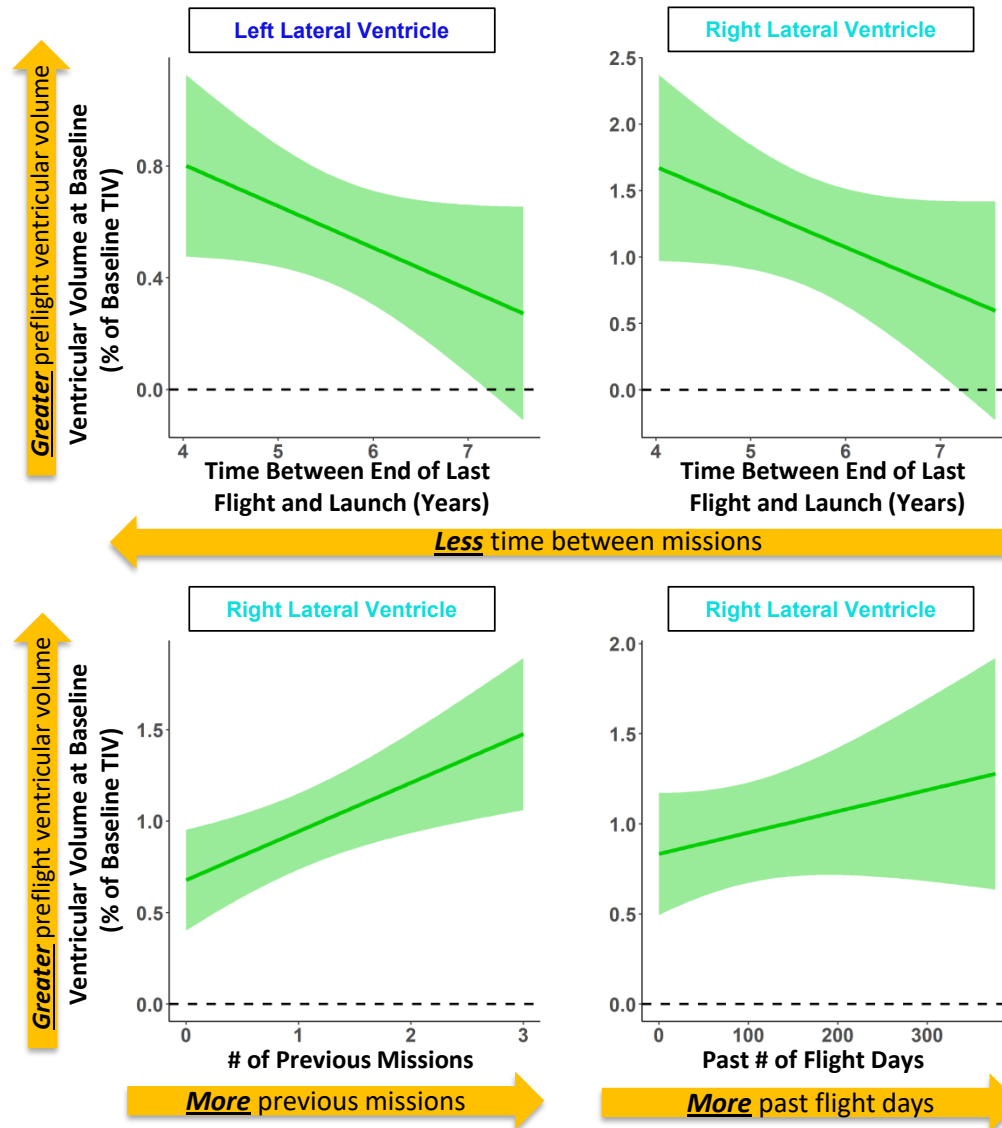 Left Lateral Ventricle
Right Lateral Ventricle
Greater preflight ventricular volume
Ventricular Volume at Baseline
(% of Baseline TIV)
0.8
0.4
0.0
4
5
6
7
Time Between End of Last
Flight and Launch (Years)
2.5
2.0
1.5
1.0
0.5
0.0
4
5
6
7
Time Between End of Last
Flight and Launch (Years)
Less time between missions
Right Lateral Ventricle
Right Lateral Ventricle
Greater preflight ventricular volume
Ventricular Volume at Baseline
(% of Baseline TIV)
1.5
1.0
0.5
0.0
0
1
2
3
# of Previous Missions
2.0
1.5
1.0
0.5
0.0
0
100
200
300
Past # of Flight Days
More previous missions
More past flight days